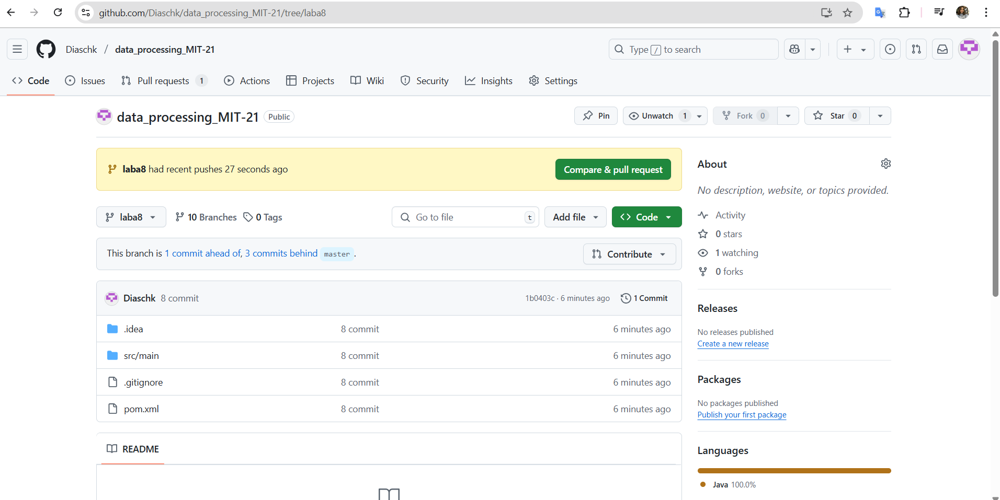 github.com/Diaschk/data_processing_MIT-21/tree/laba8
Diaschk / data_processing_MIT-21
Type / to search
Code
Issues
Pull requests 1
Actions
Projects
Wiki
Security
Insights
Settings
data_processing_MIT-21 Public
Pin
Unwatch 1
Fork 0
Star 0
laba8 had recent pushes 27 seconds ago
Compare & pull request
laba8
10 Branches
0 Tags
Go to file t
Add file
Code
This branch is 1 commit ahead of, 3 commits behind master .
Contribute
Diaschk 8 commit 1b0403c · 6 minutes ago 1 Commit
.idea 8 commit 6 minutes ago
src/main 8 commit 6 minutes ago
.gitignore 8 commit 6 minutes ago
pom.xml 8 commit 6 minutes ago
README
About
No description, website, or topics provided.
Activity
0 stars
1 watching
0 forks
Releases
No releases published
Create a new release
Packages
No packages published
Publish your first package
Languages
Java 100.0%